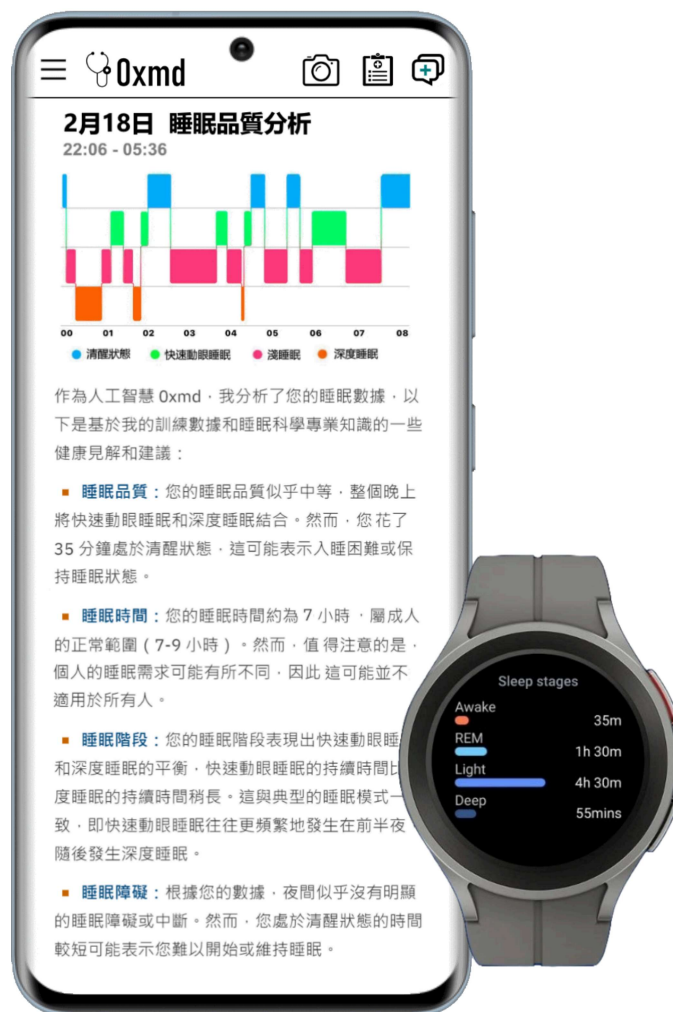 0xmd
2月18日 睡眠品質分析
22:06 - 05:36
00 01 02 03 04 05 06 07 08
清醒狀態 快速動眼睡眠 淺睡眠 深度睡眠
作為人工智慧 0xmd，我分析了您的睡眠數據，以
下是基於我的訓練數據和睡眠科學專業知識的一些
健康見解和建議：
▪ 睡眠品質：您的睡眠品質似乎中等，整個晚上
將快速動眼睡眠和深度睡眠結合。然而，您花了
35 分鐘處於清醒狀態，這可能表示入睡困難或保
持睡眠狀態。
▪ 睡眠時間：您的睡眠時間約為 7 小時，屬成人
的正常範圍（7-9 小時）。然而，值得注意的是，
個人的睡眠需求可能有所不同，因此 這可能並不
適用於所有人。
▪ 睡眠階段：您的睡眠階段表現出快速動眼睡
和深度睡眠的平衡，快速動眼睡眠的持續時間比
度睡眠的持續時間稍長。這與典型的睡眠模式一
致，即快速動眼睡眠往往更頻繁地發生在前半夜
隨後發生深度睡眠。
▪ 睡眠障礙：根據您的數據，夜間似乎沒有明顯
的睡眠障礙或中斷。然而，您處於清醒狀態的時間
較短可能表示您難以開始或維持睡眠。
Sleep stages
Awake
35m
REM
1h 30m
Light
4h 30m
Deep
55mins